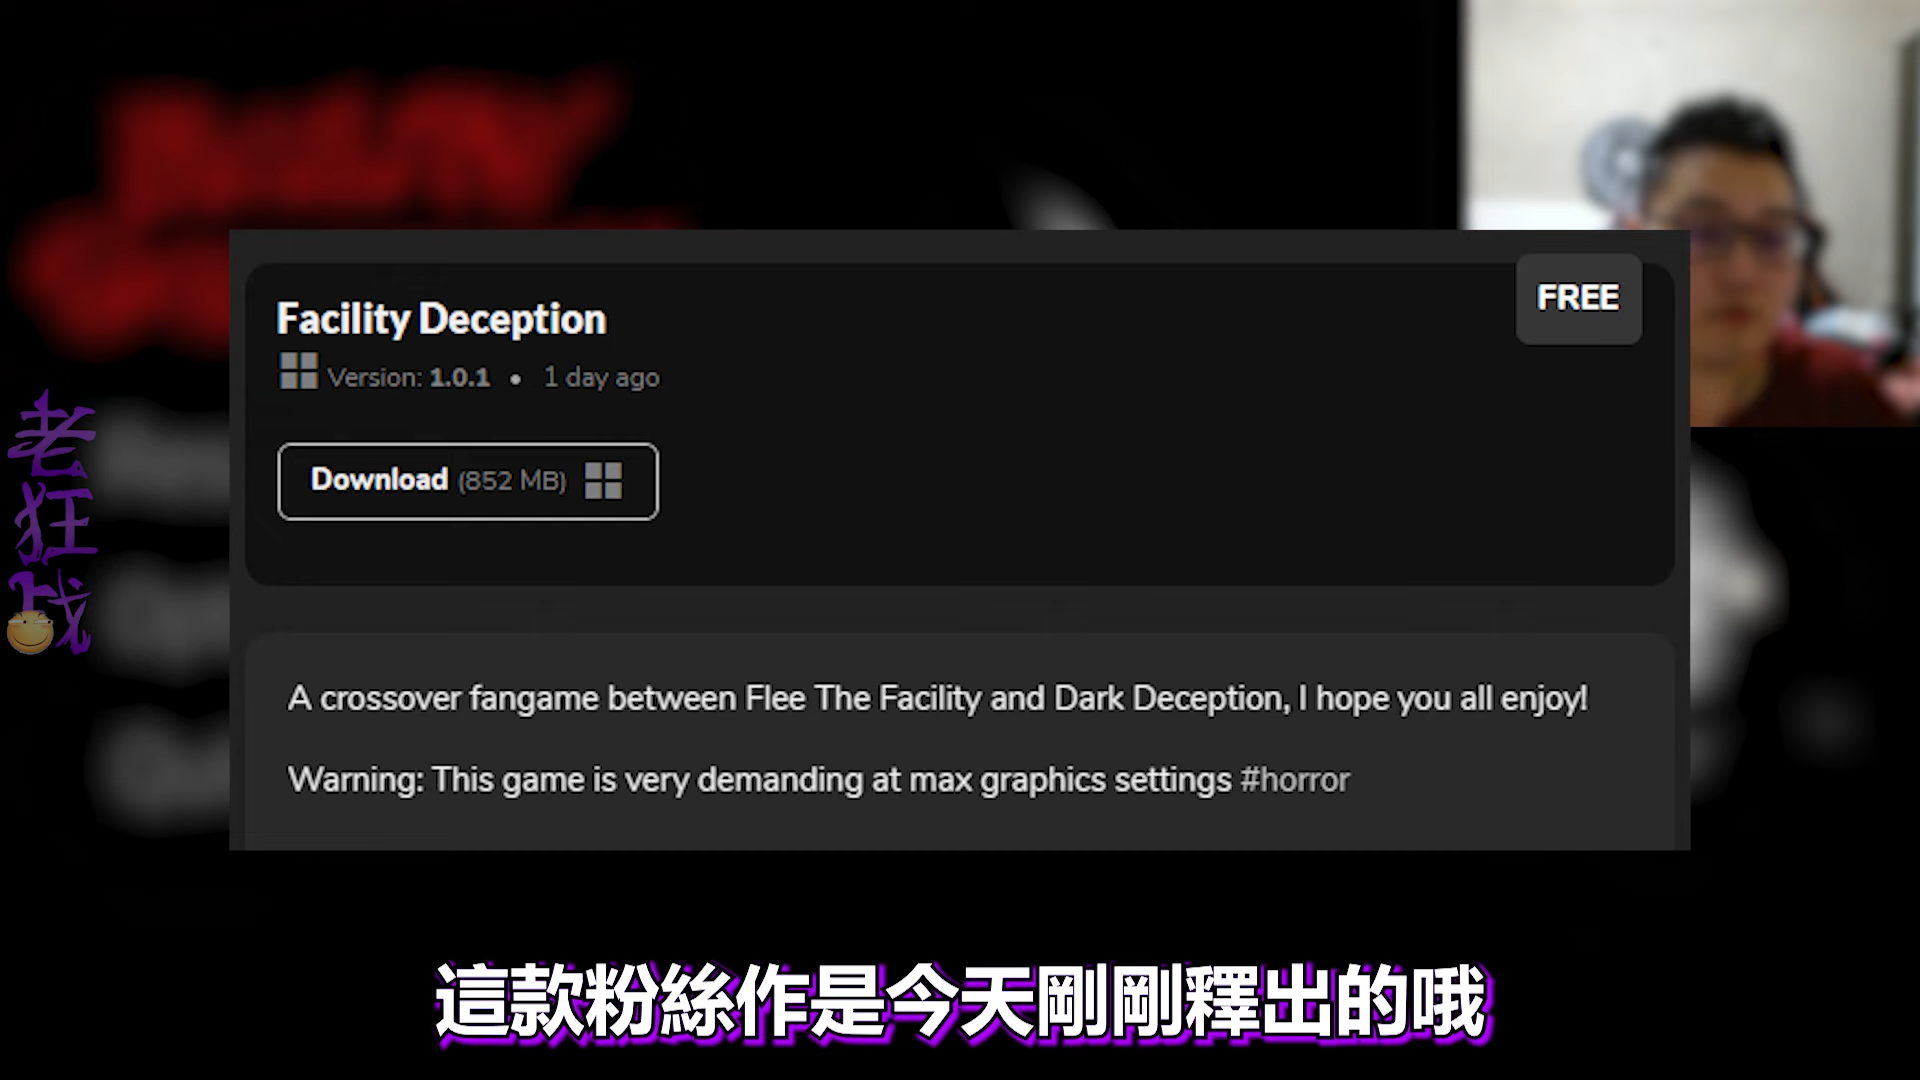 Facility Deception
FREE
Version: 1.0.1 • 1 day ago
Download (852 MB)
A crossover fangame between Flee The Facility and Dark Deception, I hope you all enjoy!
Warning: This game is very demanding at max graphics settings #horror
老狂戰
這款粉絲作是今天剛剛釋出的哦